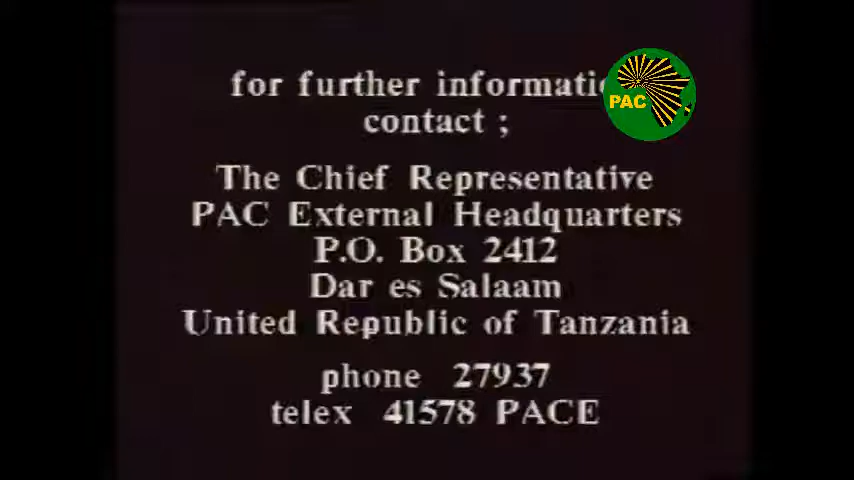 for further informatio
contact ;
PAC
The Chief Representative
PAC External Headquarters
P.O. Box 2412
Dar es Salaam
United Republic of Tanzania
phone 27937
telex 41578 PACE